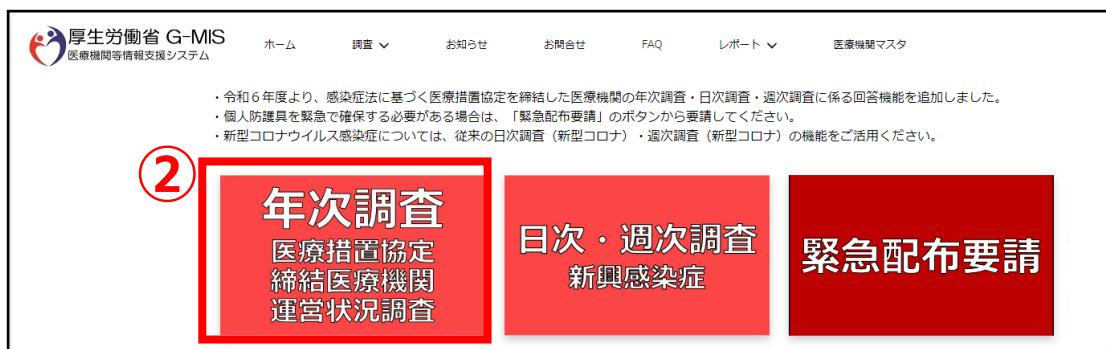 厚生労働省 G-MIS
医療機関等情報支援システム
ホーム 調査 お知らせ お問合せ FAQ レポート 医療機関マスタ
・令和６年度より、感染症法に基づく医療措置協定を締結した医療機関の年次調査・日次調査・週次調査に係る回答機能を追加しました。
・個人防護具を緊急で確保する必要がある場合は、「緊急配布要請」のボタンから要請してください。
・新型コロナウイルス感染症については、従来の日次調査（新型コロナ）・週次調査（新型コロナ）の機能をご活用ください。
②
年次調査
医療措置協定
締結医療機関
運営状況調査
日次・週次調査
新興感染症
緊急配布要請